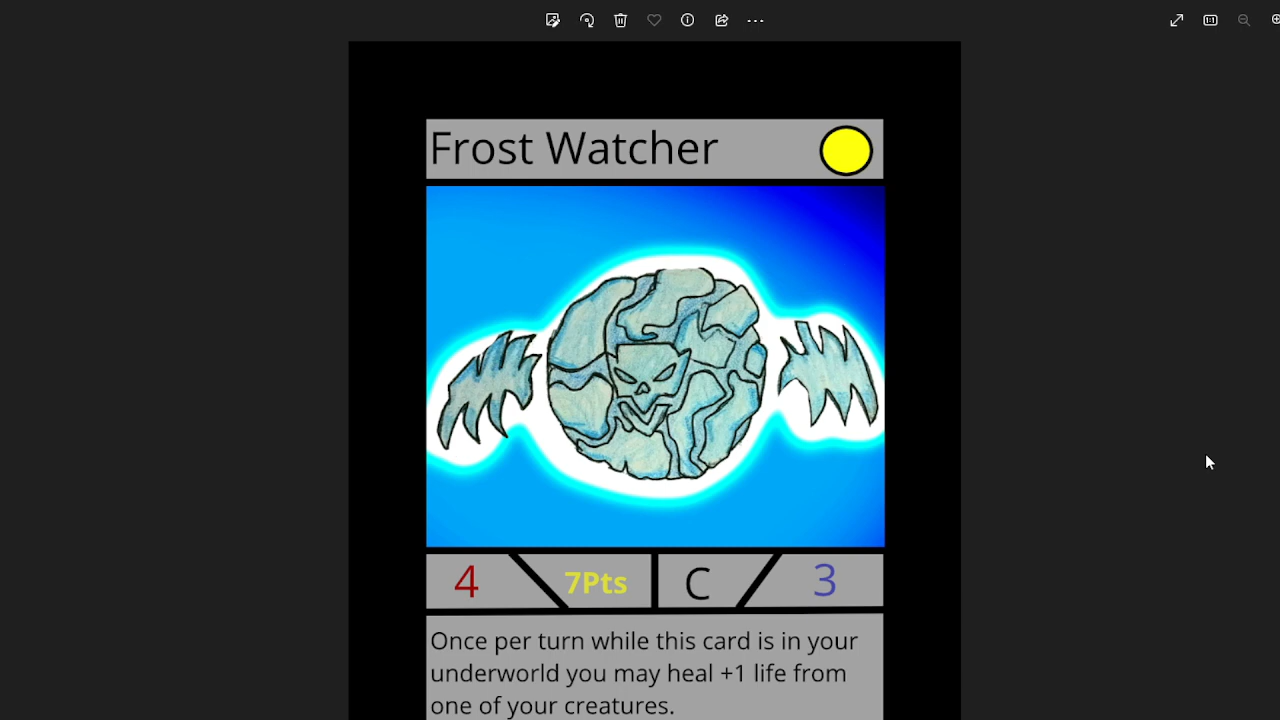 Frost Watcher
4
7Pts
C
3
Once per turn while this card is in your
underworld you may heal +1 life from
one of your creatures.